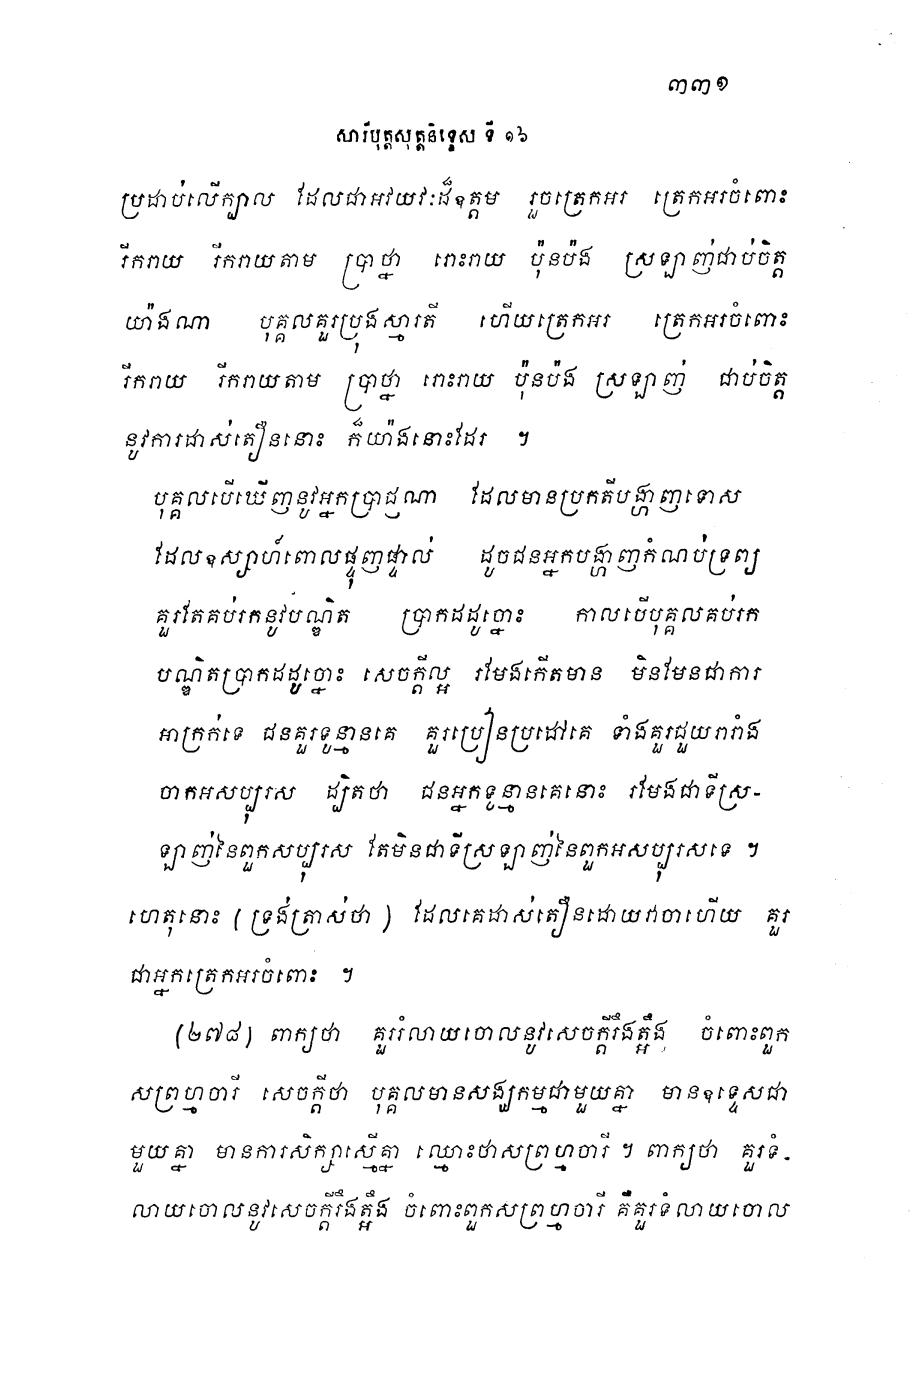 ៣៣១
សារីបុត្តសុត្តនិទ្ទេស ទី ១៦
ប្រដាប់លើក្បាល ដែលជាអវយវៈដ៏ឧត្តម រួចត្រេកអរ ត្រេកអរចំពោះ
រីករាយ រីករាយតាម ប្រាថ្នា រោះរាយ ប៉ុនប៉ង ស្រឡាញ់ជាប់ចិត្ត
យ៉ាងណា បុគ្គលគួរប្រុងស្មារតី ហើយត្រេកអរ ត្រេកអរចំពោះ
រីករាយ រីករាយតាម ប្រាថ្នា រោះរាយ ប៉ុនប៉ង ស្រឡាញ់ ជាប់ចិត្ត
នូវការដាស់តឿននោះ ក៏យ៉ាងនោះដែរ ។
បុគ្គលបើឃើញនូវអ្នកប្រាជ្ញណា ដែលមានប្រកតីបង្ហាញទោស
ដែលឧស្សាហ៍ពោលផ្ទុញផ្ទាល់ ដូចជនអ្នកបង្ហាញកំណប់ទ្រព្យ
គួរតែគប់រកនូវបណ្ឌិត ប្រាកដដូច្នោះ កាលបើបុគ្គលគប់រក
បណ្ឌិតប្រាកដដូច្នោះ សេចក្តីល្អ រមែងកើតមាន មិនមែនជាការ
អាក្រក់ទេ ជនគួរទូន្មានគេ គួរប្រៀនប្រដៅគេ ទាំងគួរជួយរារាំង
ចាកអសប្បុរស ដ្បិតថា ជនអ្នកទូន្មានគេនោះ រមែងជាទីស្រ-
ឡាញ់នៃពួកសប្បុរស តែមិនជាទីស្រឡាញ់នៃពួកអសប្បុរសទេ ។
ហេតុនោះ (ទ្រង់ត្រាស់ថា) ដែលគេដាស់តឿនដោយវាចាហើយ គួរ
ជាអ្នកត្រេកអរចំពោះ ។
(២៧៨) ពាក្យថា គួររំលាយចោលនូវសេចក្តីរឹងត្អឹង ចំពោះពួក
សព្រហ្មចារី សេចក្តីថា បុគ្គលមានសង្ឃកម្មជាមួយគ្នា មានឧទ្ទេសជា
មួយគ្នា មានការសិក្សាស្មើគ្នា ឈ្មោះថាសព្រហ្មចារី ។ ពាក្យថា គួរទំ-
លាយចោលនូវសេចក្តីរឹងត្អឹង ចំពោះពួកសព្រហ្មចារី គឺគួរទំលាយចោល